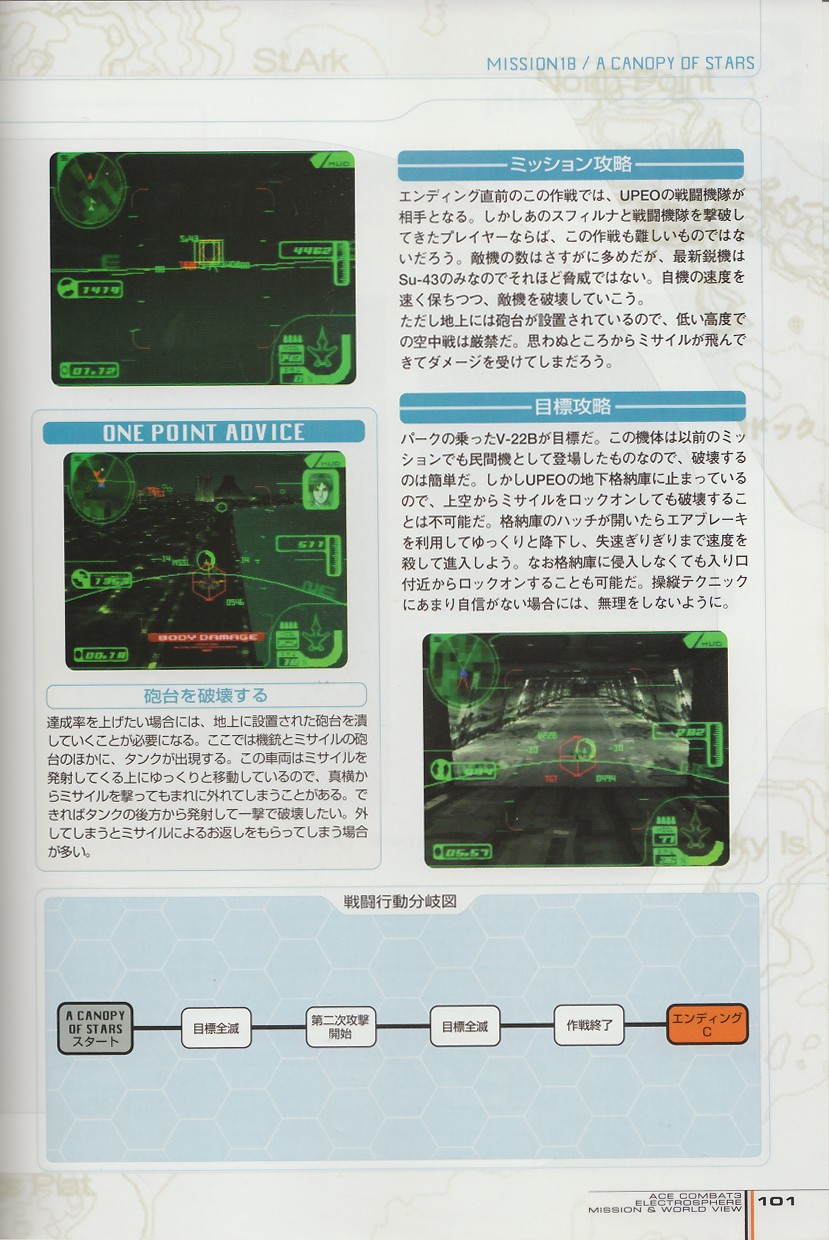 St.Ark
North Point
MISSION18 / A CANOPY OF STARS
HUD
4462
1419
01.12
ミッション攻略
エンディング直前のこの作戦では、UPEOの戦闘機隊が
相手となる。しかしあのスフィルナと戦闘機隊を撃破し
てきたプレイヤーならば、この作戦も難しいものではな
いだろう。敵機の数はさすがに多めだが、最新鋭機は
Su-43のみなのでそれほど脅威ではない。自機の速度を
速く保ちつつ、敵機を破壊していこう。
ただし地上には砲台が設置されているので、低い高度で
の空中戦は厳禁だ。思わぬところからミサイルが飛んで
きてダメージを受けてしまだろう。
目標攻略
パークの乗ったV-22Bが目標だ。この機体は以前のミッ
ションでも民間機として登場したものなので、破壊する
のは簡単だ。しかしUPEOの地下格納庫に止まっている
ので、上空からミサイルをロックオンしても破壊するこ
とは不可能だ。格納庫のハッチが開いたらエアブレーキ
を利用してゆっくりと降下し、失速ぎりぎりまで速度を
殺して進入しよう。なお格納庫に侵入しなくても入り口
付近からロックオンすることも可能だ。操縦テクニック
にあまり自信がない場合には、無理をしないように。
HUD
282
TGT
0494
05.57
ONE POINT ADVICE
HUD
577
NE
0546
BODY DAMAGE
砲台を破壊する
達成率を上げたい場合には、地上に設置された砲台を潰
していくことが必要になる。ここでは機銃とミサイルの砲
台のほかに、タンクが出現する。この車両はミサイルを
発射してくる上にゆっくりと移動しているので、真横か
らミサイルを撃ってもまれに外れてしまうことがある。で
きればタンクの後方から発射して一撃で破壊したい。外
してしまうとミサイルによるお返しをもらってしまう場合
が多い。
戦闘行動分岐図
A CANOPY
OF STARS
スタート
目標全滅
第二次攻撃
開始
目標全滅
作戦終了
エンディング
C
ACE COMBAT3
ELECTROSPHERE
MISSION & WORLD VIEW
101